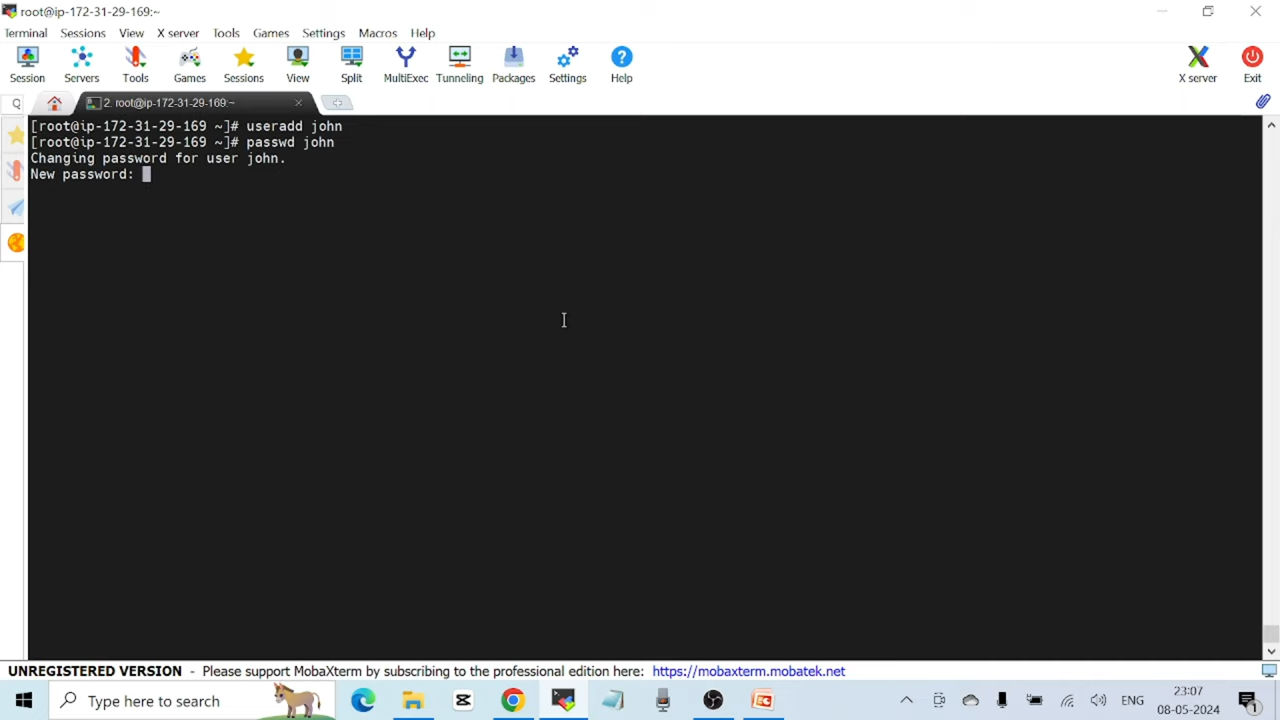 root@ip-172-31-29-169:~
Terminal Sessions View X server Tools Games Settings Macros Help
Session Servers Tools Games Sessions View Split MultiExec Tunneling Packages Settings Help X server Exit
2. root@ip-172-31-29-169:~
[root@ip-172-31-29-169 ~]# useradd john
[root@ip-172-31-29-169 ~]# passwd john
Changing password for user john.
New password:
UNREGISTERED VERSION - Please support MobaXterm by subscribing to the professional edition here: https://mobaxterm.mobatek.net
Type here to search
ENG
23:07
08-05-2024
1